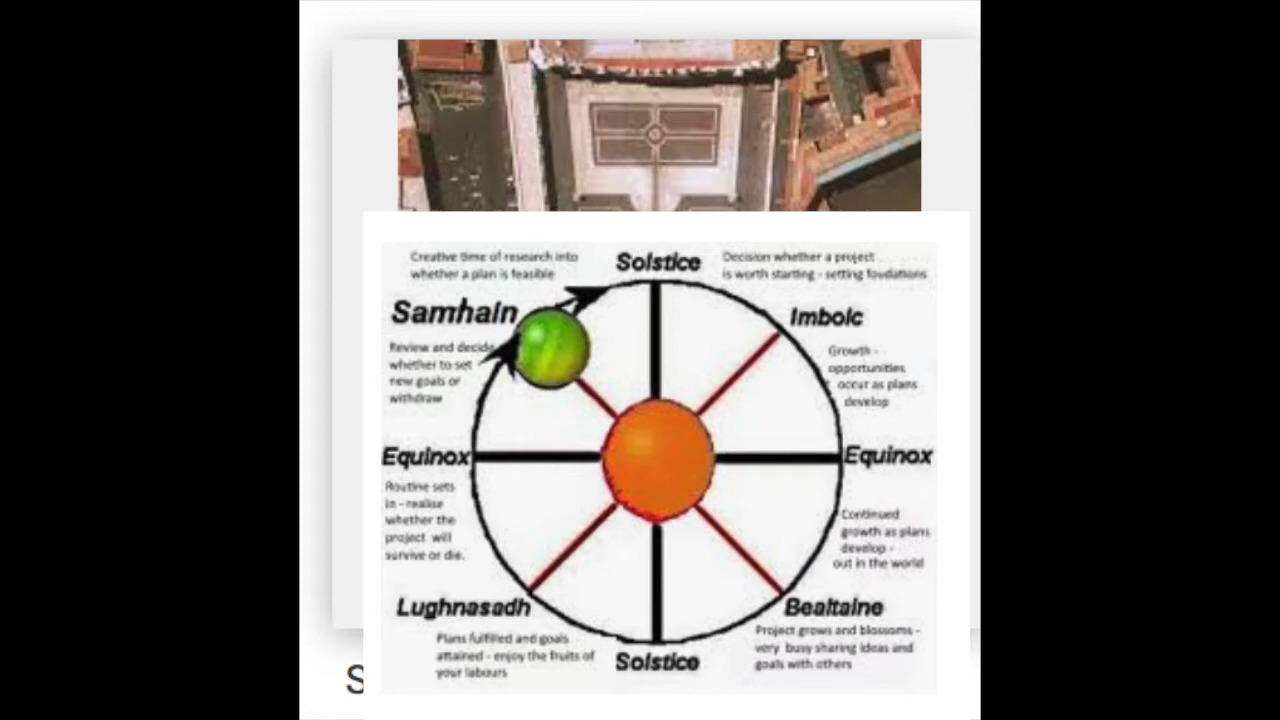 Creative time of research into
whether a plan is feasible
Solstice
Decision whether a project
is worth starting - setting foudations
Samhain
Imbolc
Review and decide
whether to set
new goals or
withdraw
Growth -
opportunities
occur as plans
develop
Equinox
Equinox
Routine sets
in - realise
whether the
project will
survive or die.
Continued
growth as plans
develop -
out in the world
Lughnasadh
Bealtaine
Plans fulfilled and goals
attained - enjoy the fruits of
your labours
Solstice
Project grows and blossoms -
very busy sharing ideas and
goals with others
S